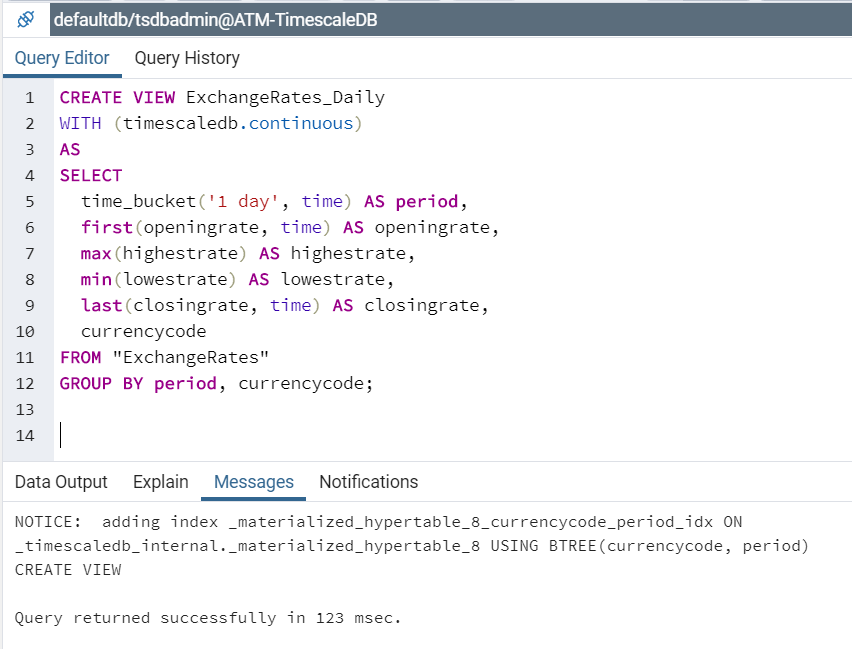 defaultdb/tsdbadmin@ATM-TimescaleDB
Query Editor Query History
1 CREATE VIEW ExchangeRates_Daily
2 WITH (timescaledb.continuous)
3 AS
4 SELECT
5 time_bucket('1 day', time) AS period,
6 first(openingrate, time) AS openingrate,
7 max(highestrate) AS highestrate,
8 min(lowestrate) AS lowestrate,
9 last(closingrate, time) AS closingrate,
10 currencycode
11 FROM "ExchangeRates"
12 GROUP BY period, currencycode;
13
14
Data Output Explain Messages Notifications
NOTICE:  adding index _materialized_hypertable_8_currencycode_period_idx ON
_timescaledb_internal._materialized_hypertable_8 USING BTREE(currencycode, period)
CREATE VIEW
Query returned successfully in 123 msec.